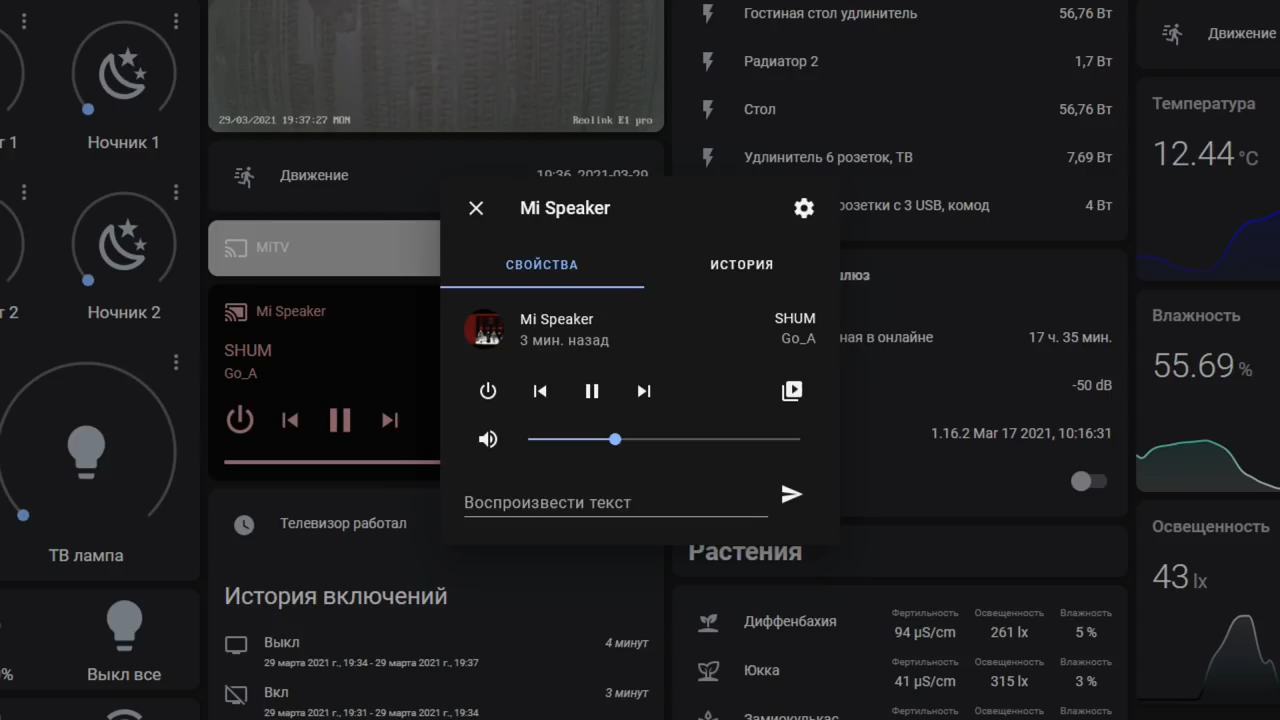 т 1
Ночник 1
т 2
Ночник 2
ТВ лампа
%
Выкл все
29/03/2021 19:37:27 MON
Reolink E1 pro
Движение
19:36, 2021-03-29
MiTV
Mi Speaker
SHUM
Go_A
Телевизор работал
История включений
Выкл
4 минут
29 марта 2021 г., 19:34 - 29 марта 2021 г., 19:37
Вкл
3 минут
29 марта 2021 г., 19:31 - 29 марта 2021 г., 19:34
Mi Speaker
СВОЙСТВА
ИСТОРИЯ
Mi Speaker
SHUM
3 мин. назад
Go_A
Воспроизвести текст
Гостиная стол удлинитель
56,76 Вт
Радиатор 2
1,7 Вт
Стол
56,76 Вт
Удлинитель 6 розеток, ТВ
7,69 Вт
розетки с 3 USB, комод
4 Вт
люз
ная в онлайне
17 ч. 35 мин.
-50 dB
1.16.2 Mar 17 2021, 10:16:31
Растения
Диффенбахия
Фертильность Освещенность Влажность
94 μS/cm 261 lx 5 %
Юкка
Фертильность Освещенность Влажность
41 μS/cm 315 lx 3 %
Замиокулькас
Фертильность Освещенность Влажность
Движение
Температура
12.44 °C
Влажность
55.69 %
Освещенность
43 lx